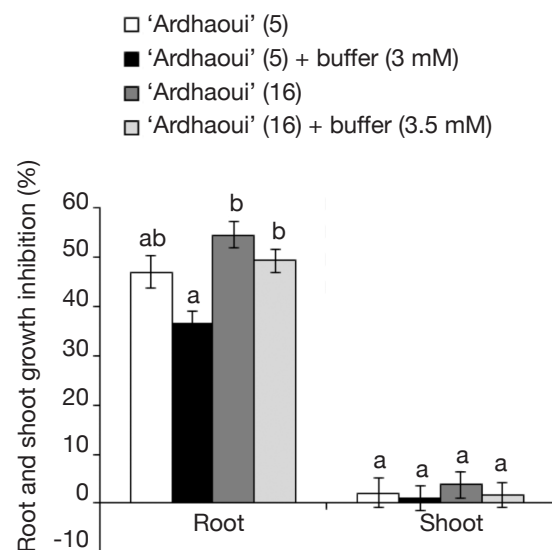 ‘Ardhaoui’ (5)
‘Ardhaoui’ (5) + buffer (3 mM)
‘Ardhaoui’ (16)
‘Ardhaoui’ (16) + buffer (3.5 mM)
Root and shoot growth inhibition (%)
60
50
40
30
20
10
0
-10
ab
a
b
b
a
a
a
a
Root
Shoot